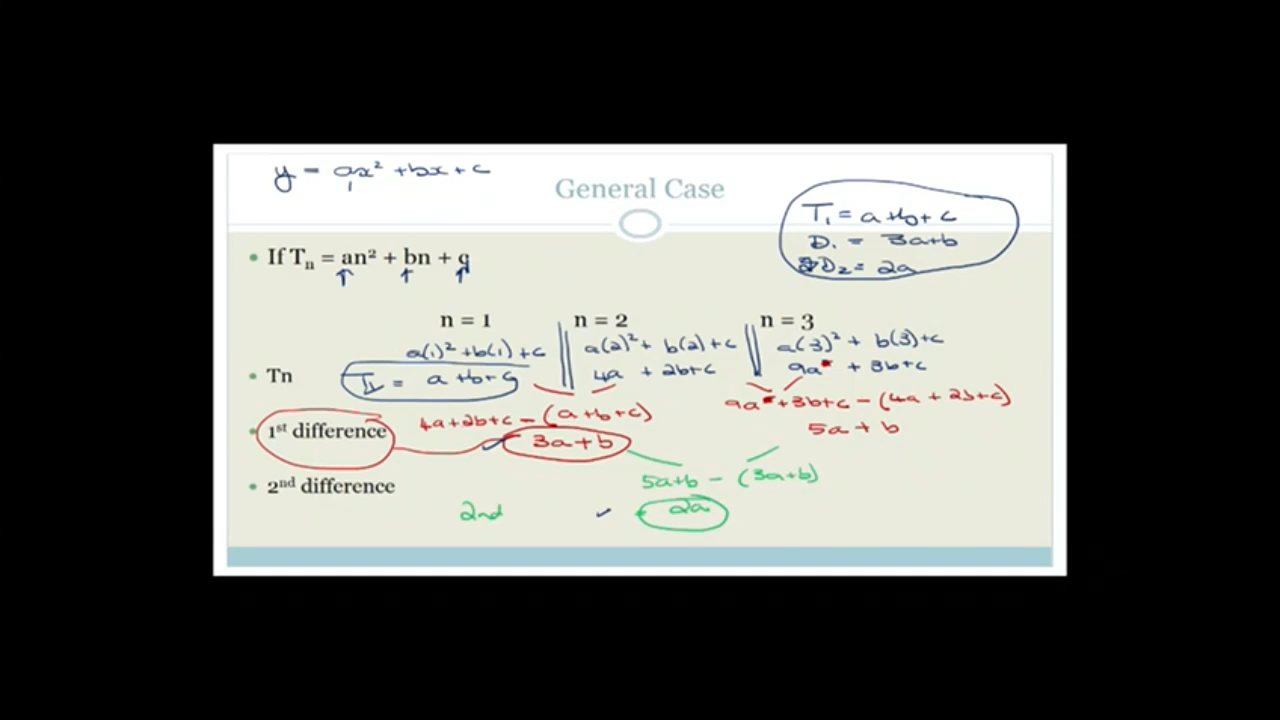 y = ax² + bx + c
General Case
T₁ = a + b + c
D₁ = 3a+b
D₂ = 2a
• If Tₙ = an² + bn + q
n = 1 n = 2 n = 3
a(1)² + b(1) + c a(2)² + b(2) + c a(3)² + b(3) + c
• Tn T₁ = a + b + c 4a + 2b + c 9a + 3b + c
4a + 2b + c - (a + b + c) 9a + 3b + c - (4a + 2b + c)
• 1st difference 3a + b 5a + b
5a+b - (3a+b)
• 2nd difference
2nd 2a